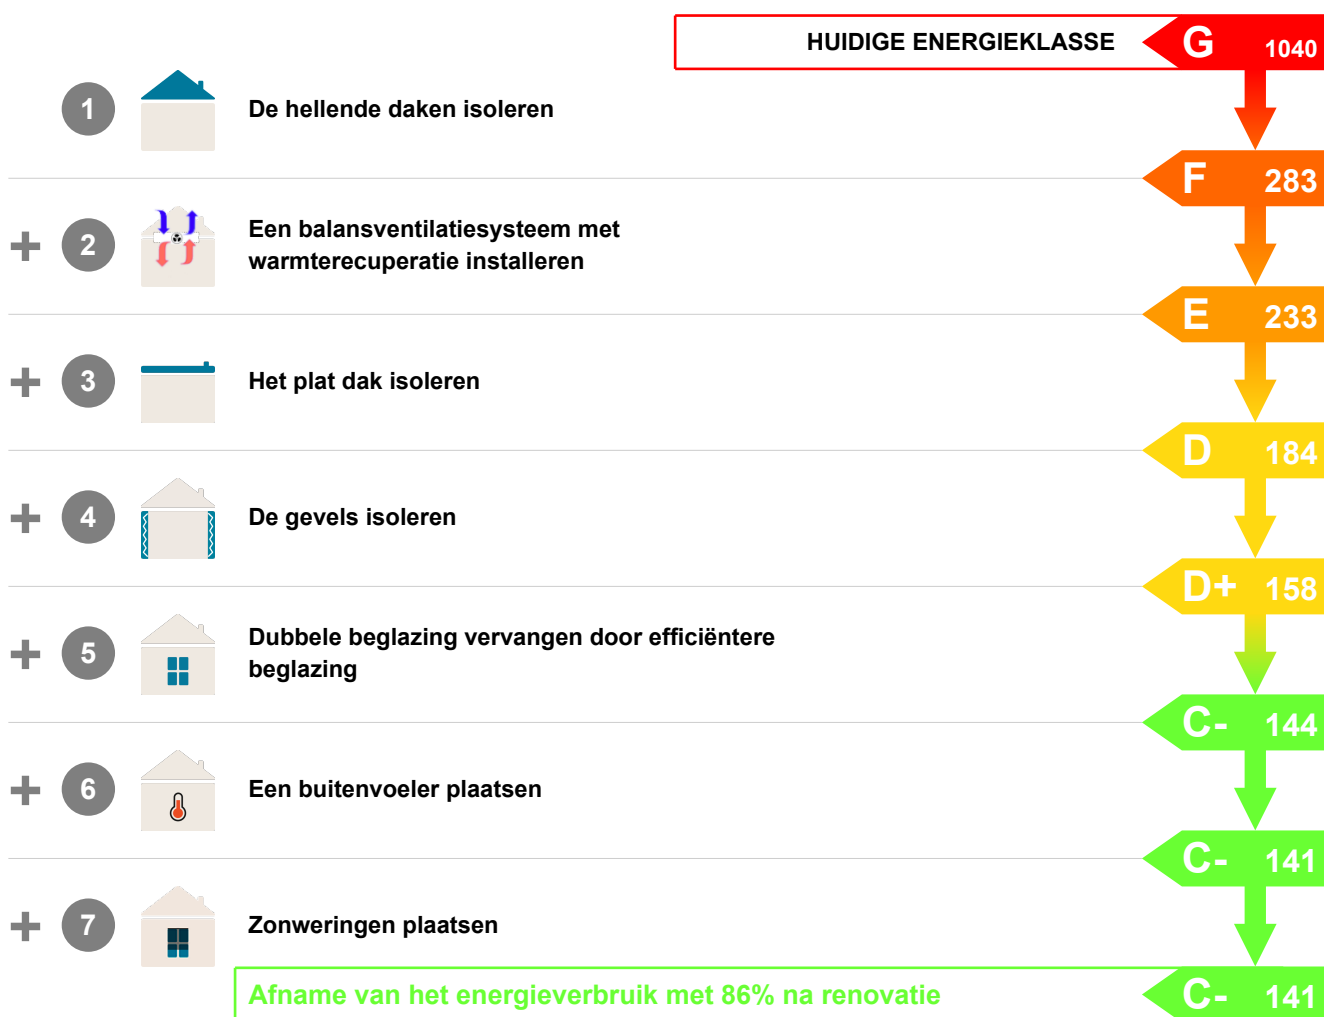 HUIDIGE ENERGIEKLASSE G 1040
1 De hellende daken isoleren
F 283
+ 2 Een balansventilatiesysteem met
warmterecuperatie installeren
E 233
+ 3 Het plat dak isoleren
D 184
+ 4 De gevels isoleren
D+ 158
+ 5 Dubbele beglazing vervangen door efficiëntere
beglazing
C- 144
+ 6 Een buitenvoeler plaatsen
C- 141
+ 7 Zonweringen plaatsen
Afname van het energieverbruik met 86% na renovatie C- 141